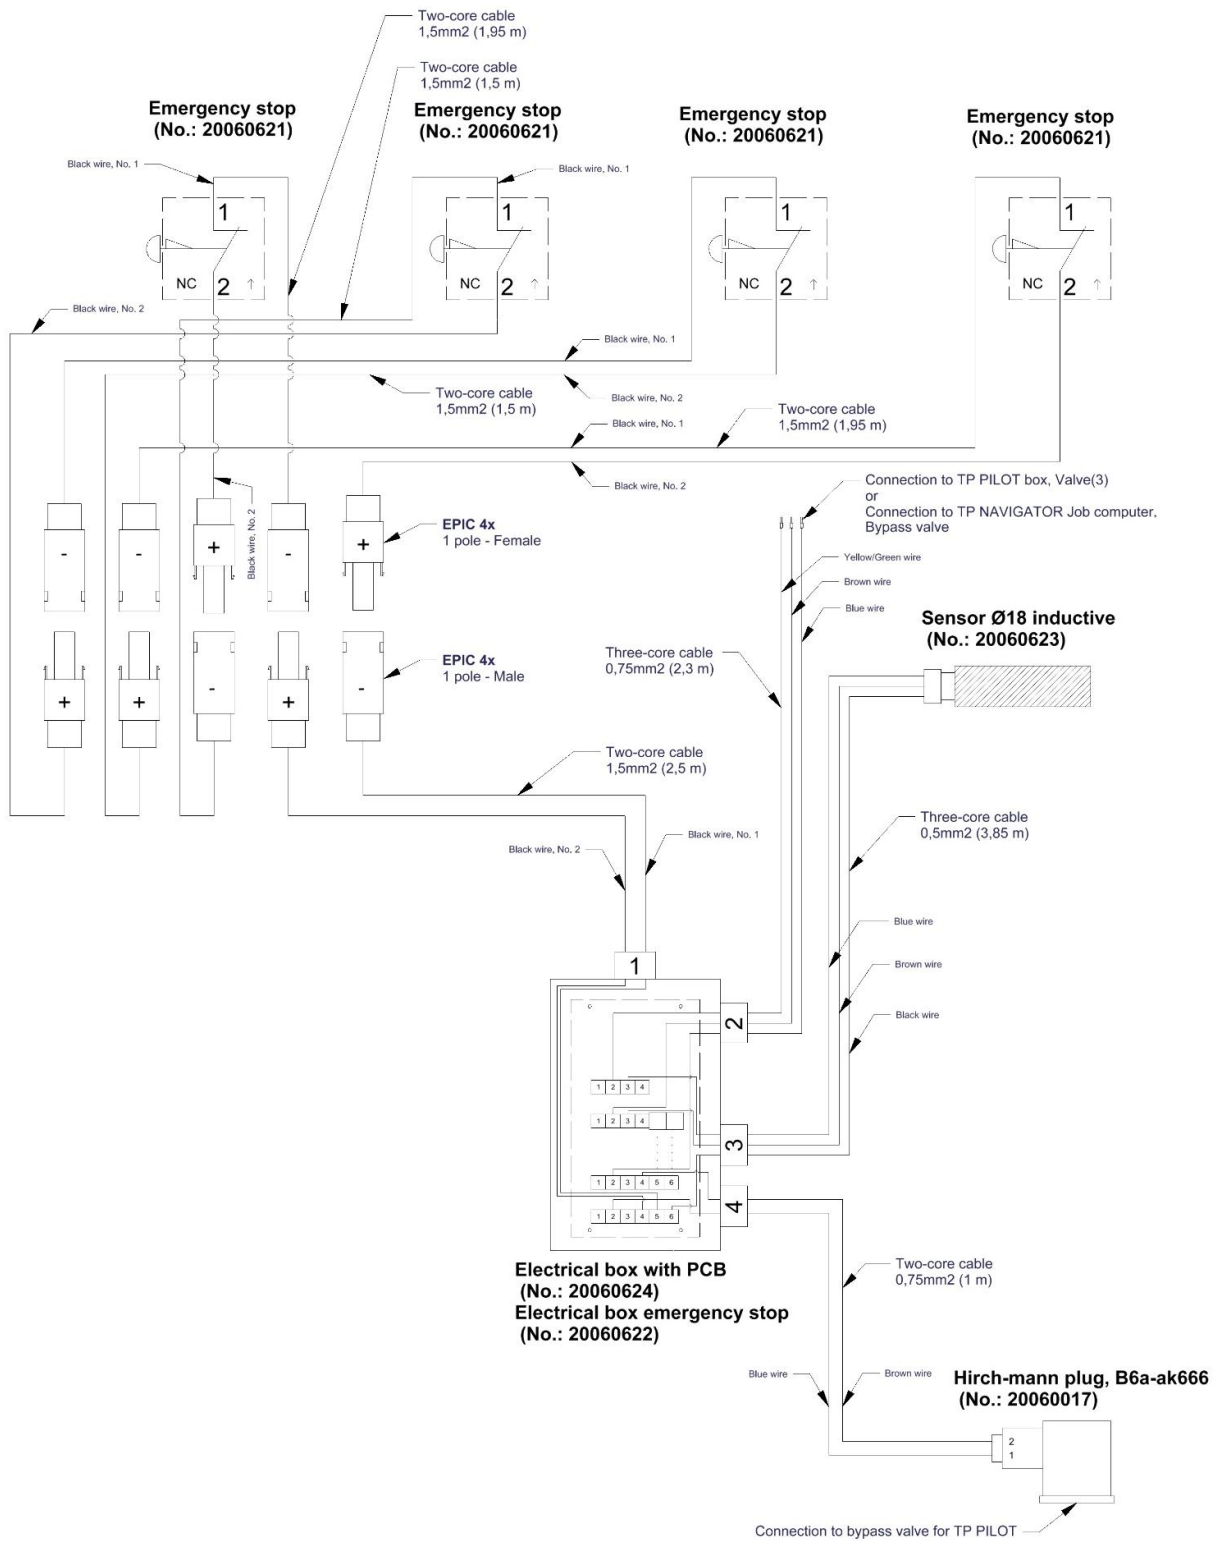 Two-core cable
1,5mm2 (1,95 m)
Two-core cable
1,5mm2 (1,5 m)
Emergency stop
(No.: 20060621)
Emergency stop
(No.: 20060621)
Emergency stop
(No.: 20060621)
Emergency stop
(No.: 20060621)
Black wire, No. 1
Black wire, No. 1
1
1
1
1
NC 2
NC 2
NC 2
NC 2
Black wire, No. 2
Black wire, No. 1
Two-core cable
1,5mm2 (1,5 m)
Black wire, No. 2
Two-core cable
1,5mm2 (1,95 m)
Black wire, No. 1
Black wire, No. 2
Black wire, No. 2
Connection to TP PILOT box, Valve(3)
or
Connection to TP NAVIGATOR Job computer,
Bypass valve
EPIC 4x
1 pole - Female
- - + - +
Yellow/Green wire
Brown wire
Blue wire
Sensor Ø18 inductive
(No.: 20060623)
Three-core cable
0,75mm2 (2,3 m)
EPIC 4x
1 pole - Male
+ + - + -
Two-core cable
1,5mm2 (2,5 m)
Three-core cable
0,5mm2 (3,85 m)
Black wire, No. 1
Black wire, No. 2
Blue wire
Brown wire
Black wire
1
2
1 2 3 4
1 2 3 4
3
1 2 3 4 5 6
4
1 2 3 4 5 6
Electrical box with PCB
(No.: 20060624)
Electrical box emergency stop
(No.: 20060622)
Two-core cable
0,75mm2 (1 m)
Blue wire
Brown wire
Hirch-mann plug, B6a-ak666
(No.: 20060017)
2
1
Connection to bypass valve for TP PILOT